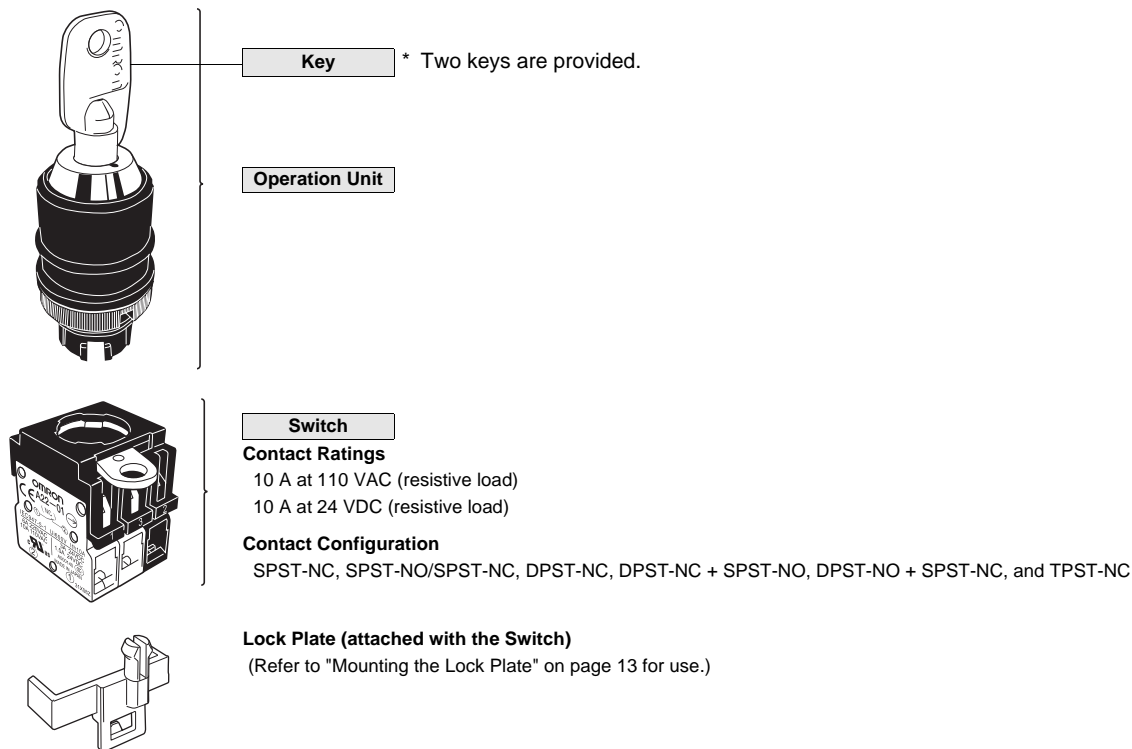 Key
* Two keys are provided.
Operation Unit
Switch
Contact Ratings
10 A at 110 VAC (resistive load)
10 A at 24 VDC (resistive load)
Contact Configuration
SPST-NC, SPST-NO/SPST-NC, DPST-NC, DPST-NC + SPST-NO, DPST-NO + SPST-NC, and TPST-NC
OMRON
A22-01
Lock Plate (attached with the Switch)
(Refer to "Mounting the Lock Plate" on page 13 for use.)